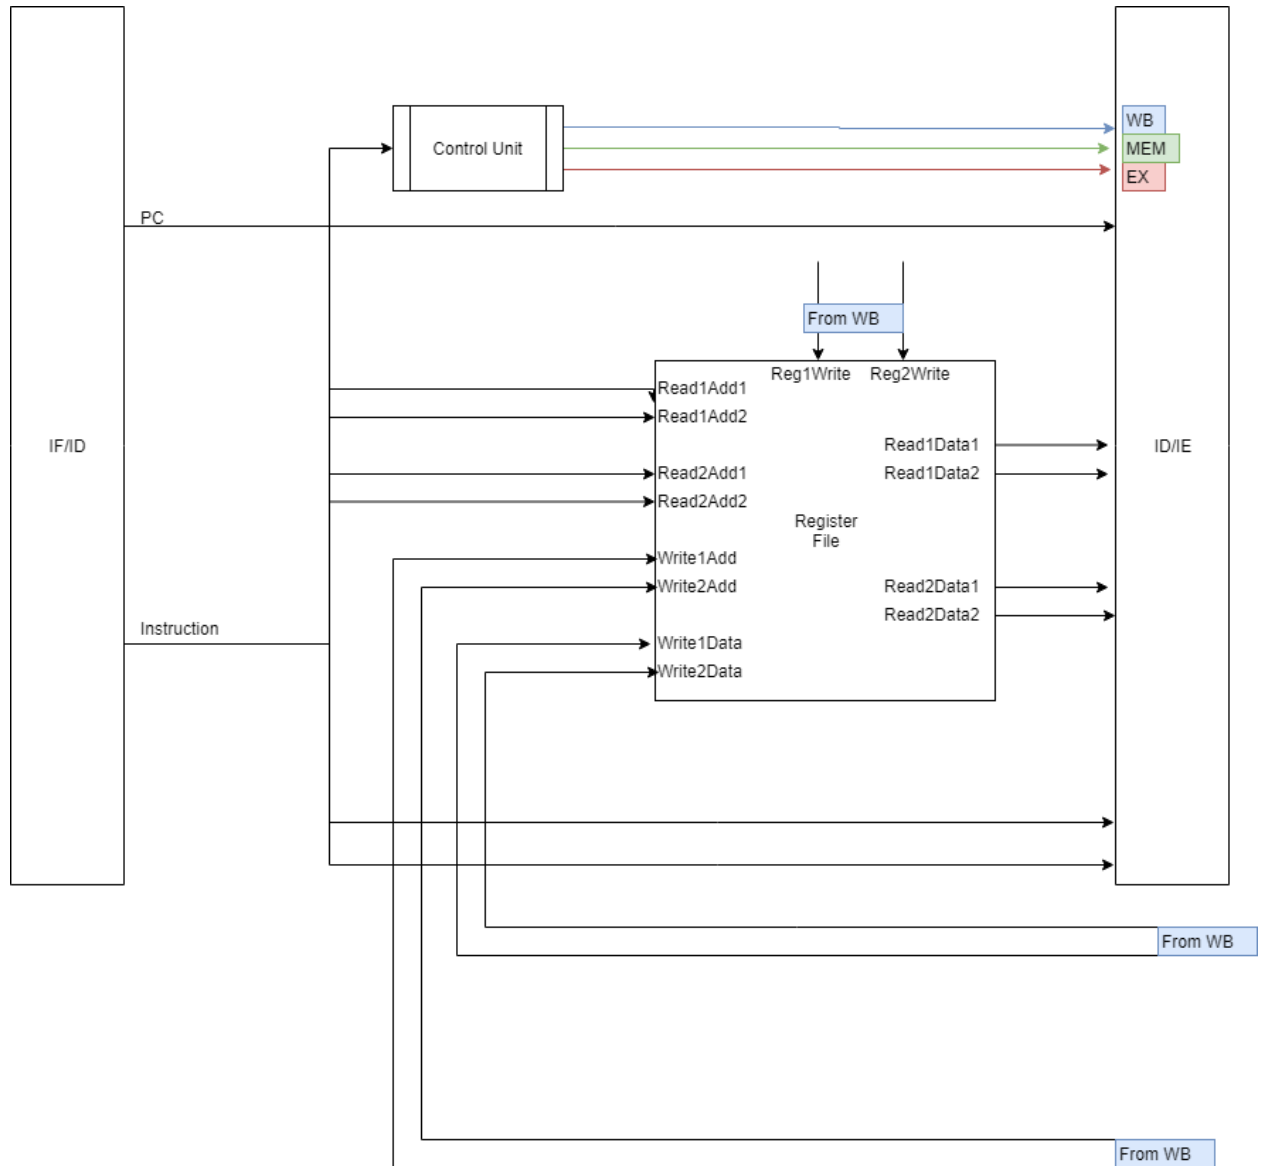 WB
Control Unit
MEM
EX
PC
From WB
Reg1Write
Reg2Write
Read1Add1
Read1Add2
IF/ID
Read1Data1
ID/IE
Read2Add1
Read1Data2
Read2Add2
Register
File
Write1Add
Write2Add
Read2Data1
Read2Data2
Instruction
Write1Data
Write2Data
From WB
From WB